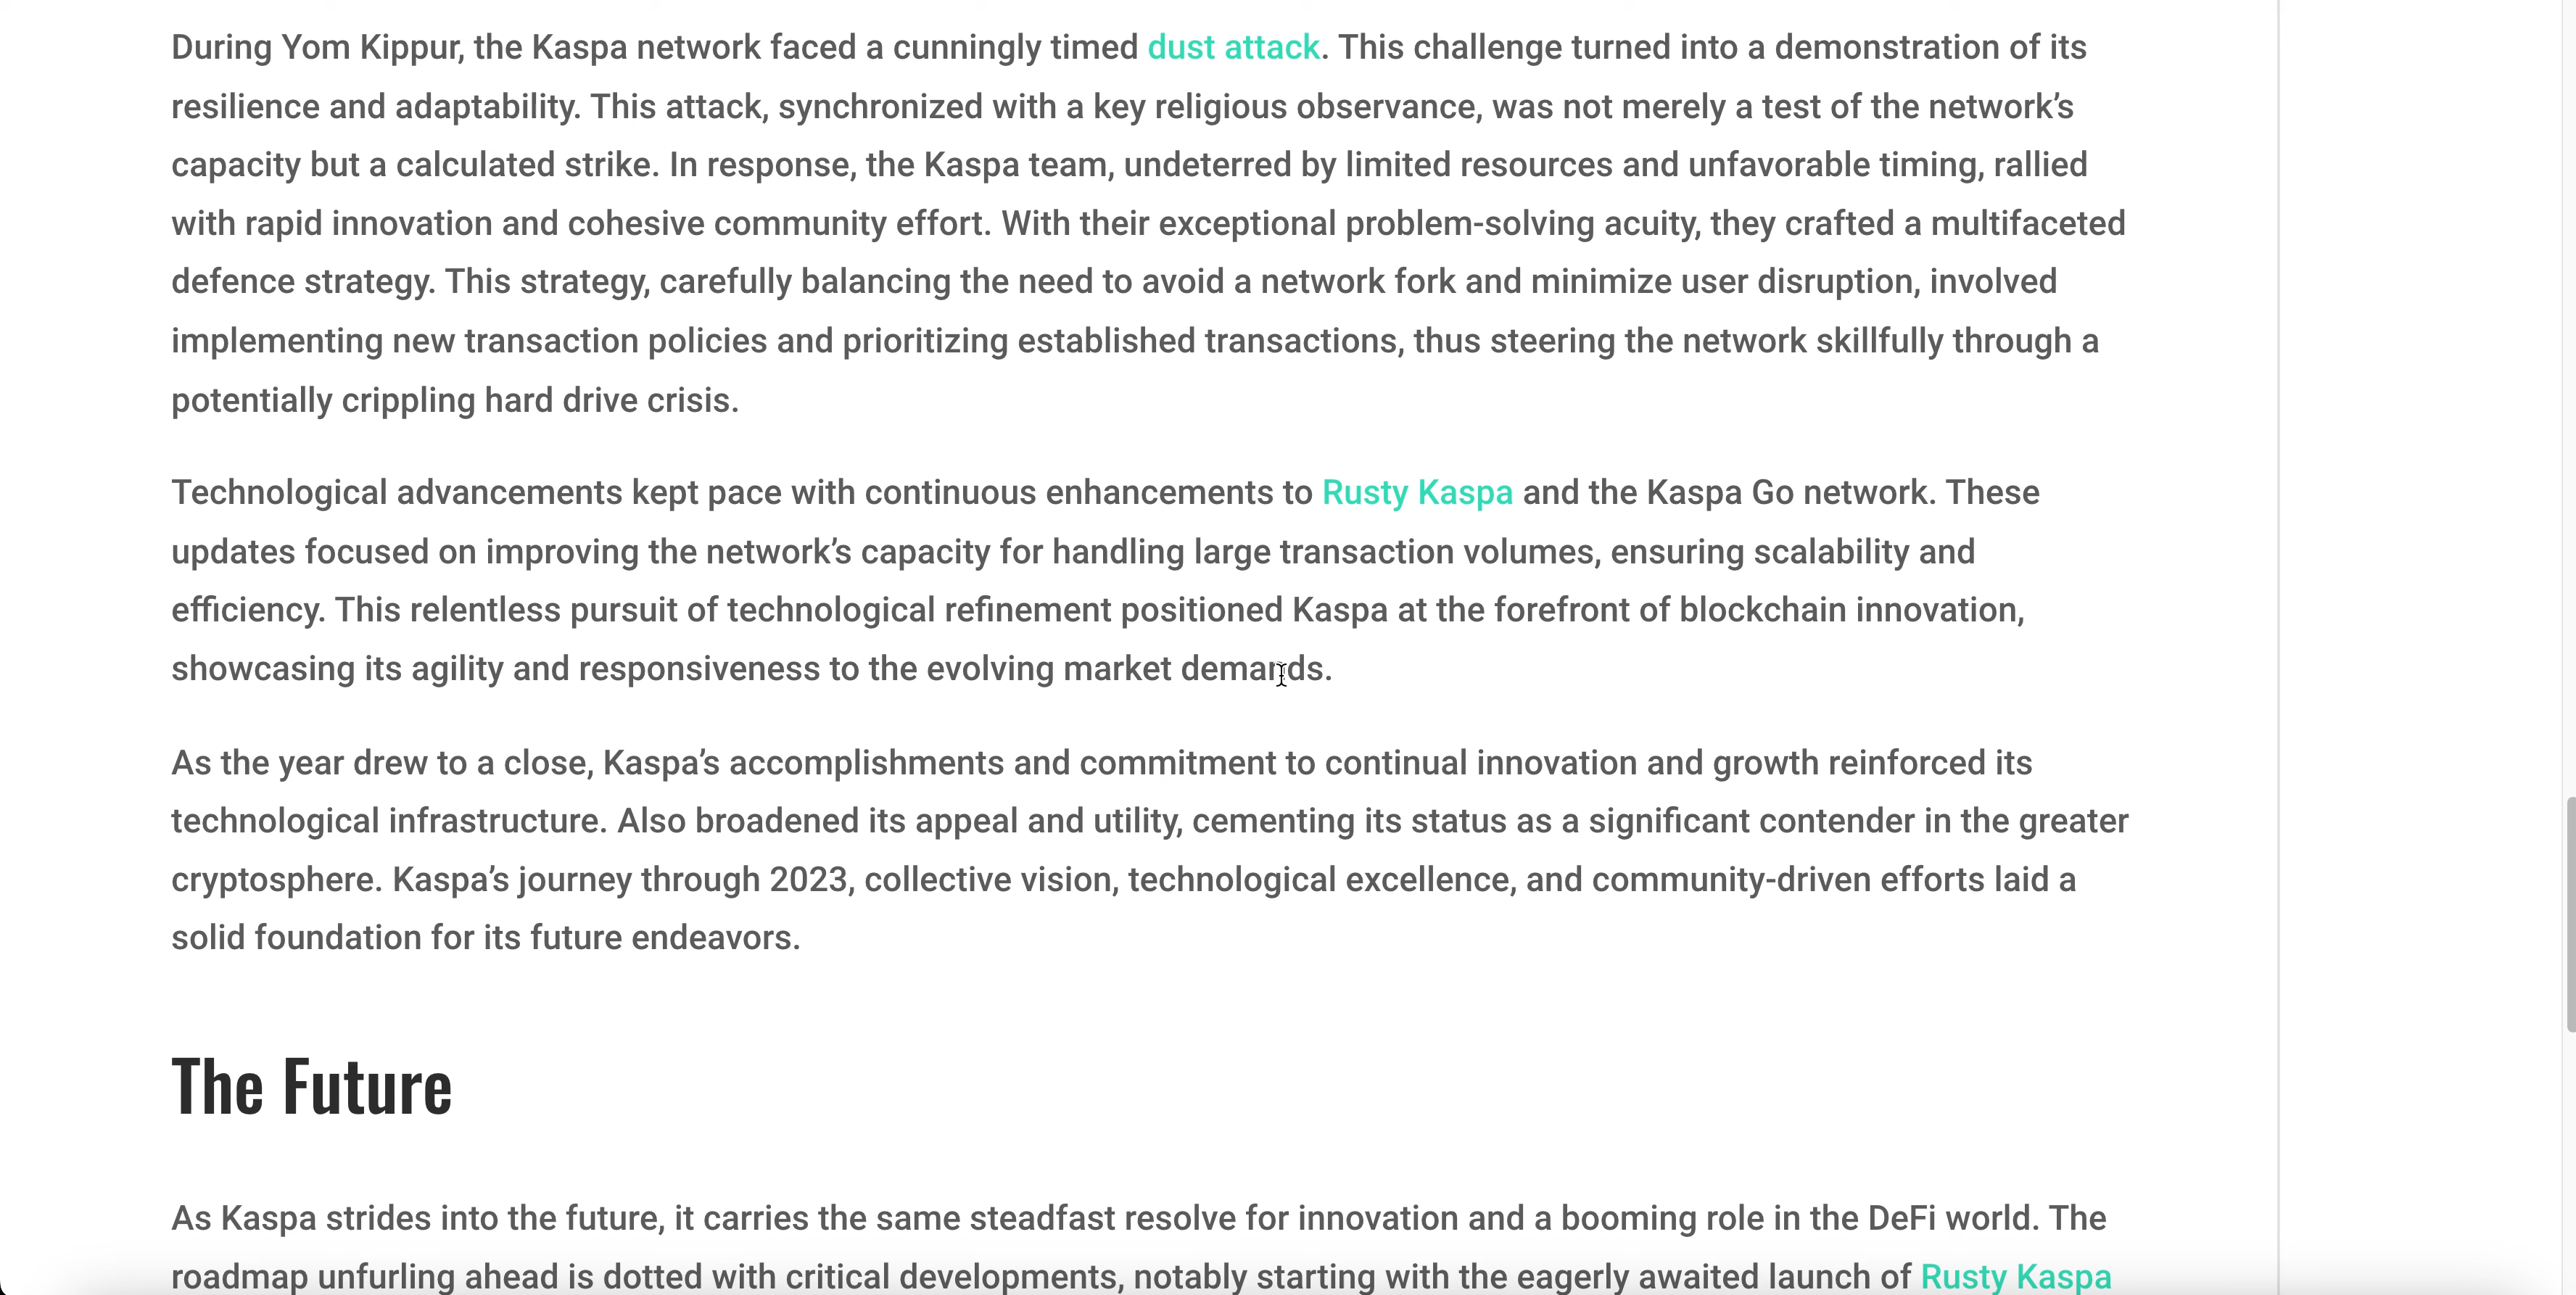 During Yom Kippur, the Kaspa network faced a cunningly timed dust attack. This challenge turned into a demonstration of its
resilience and adaptability. This attack, synchronized with a key religious observance, was not merely a test of the network’s
capacity but a calculated strike. In response, the Kaspa team, undeterred by limited resources and unfavorable timing, rallied
with rapid innovation and cohesive community effort. With their exceptional problem-solving acuity, they crafted a multifaceted
defence strategy. This strategy, carefully balancing the need to avoid a network fork and minimize user disruption, involved
implementing new transaction policies and prioritizing established transactions, thus steering the network skillfully through a
potentially crippling hard drive crisis.
Technological advancements kept pace with continuous enhancements to Rusty Kaspa and the Kaspa Go network. These
updates focused on improving the network’s capacity for handling large transaction volumes, ensuring scalability and
efficiency. This relentless pursuit of technological refinement positioned Kaspa at the forefront of blockchain innovation,
showcasing its agility and responsiveness to the evolving market demands.
As the year drew to a close, Kaspa’s accomplishments and commitment to continual innovation and growth reinforced its
technological infrastructure. Also broadened its appeal and utility, cementing its status as a significant contender in the greater
cryptosphere. Kaspa’s journey through 2023, collective vision, technological excellence, and community-driven efforts laid a
solid foundation for its future endeavors.
The Future
As Kaspa strides into the future, it carries the same steadfast resolve for innovation and a booming role in the DeFi world. The
roadmap unfurling ahead is dotted with critical developments, notably starting with the eagerly awaited launch of Rusty Kaspa